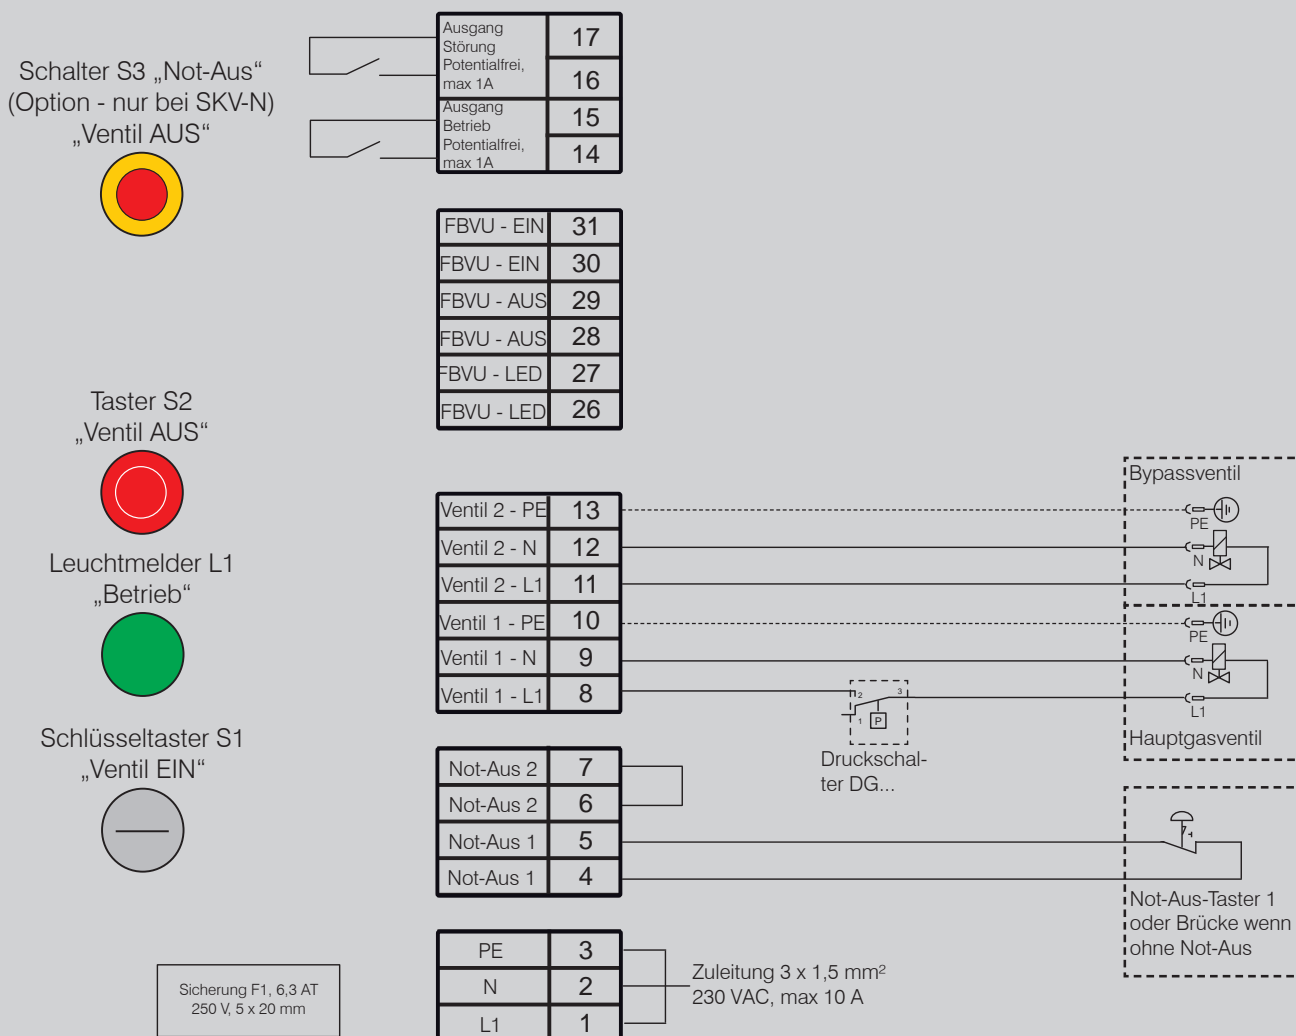 Schalter S3 „Not-Aus“
(Option - nur bei SKV-N)
„Ventil AUS“
Taster S2
„Ventil AUS“
Leuchtmelder L1
„Betrieb“
Schlüsseltaster S1
„Ventil EIN“
Sicherung F1, 6,3 AT
250 V, 5 x 20 mm
Ausgang
Störung
Potentialfrei,
max 1A
17
16
Ausgang
Betrieb
Potentialfrei,
max 1A
15
14
FBVU - EIN 31
FBVU - EIN 30
FBVU - AUS 29
FBVU - AUS 28
FBVU - LED 27
FBVU - LED 26
Ventil 2 - PE 13
Ventil 2 - N 12
Ventil 2 - L1 11
Ventil 1 - PE 10
Ventil 1 - N 9
Ventil 1 - L1 8
Not-Aus 2 7
Not-Aus 2 6
Not-Aus 1 5
Not-Aus 1 4
PE 3
N 2
L1 1
Zuleitung 3 x 1,5 mm²
230 VAC, max 10 A
2 3
1 P
Druckschal-
ter DG...
Bypassventil
PE
N
L1
PE
N
L1
Hauptgasventil
Not-Aus-Taster 1
oder Brücke wenn
ohne Not-Aus